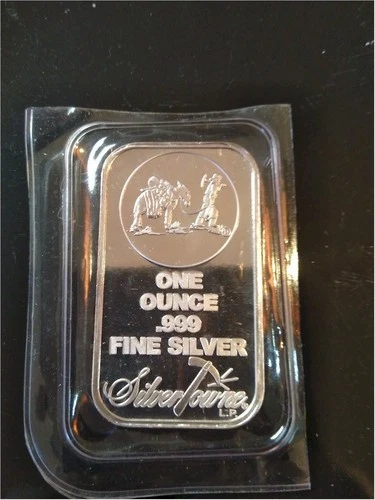 ONE
OUNCE
.999
FINE SILVER
SilverTowne
L.P.